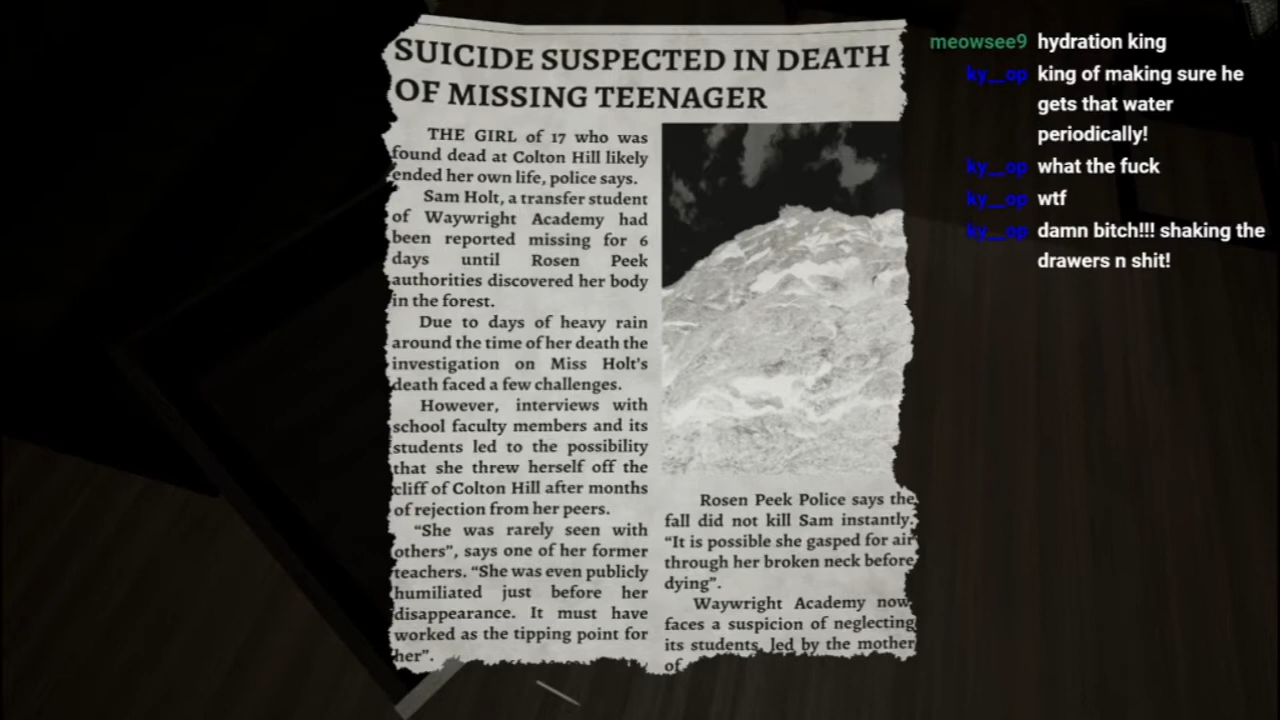 SUICIDE SUSPECTED IN DEATH
OF MISSING TEENAGER
THE GIRL of 17 who was
found dead at Colton Hill likely
ended her own life, police says.
Sam Holt, a transfer student
of Waywright Academy had
been reported missing for 6
days until Rosen Peek
authorities discovered her body
in the forest.
Due to days of heavy rain
around the time of her death the
investigation on Miss Holt's
death faced a few challenges.
However, interviews with
school faculty members and its
students led to the possibility
that she threw herself off the
cliff of Colton Hill after months
of rejection from her peers.
“She was rarely seen with
others”, says one of her former
teachers. “She was even publicly
humiliated just before her
disappearance. It must have
worked as the tipping point for
her”.
Rosen Peek Police says the
fall did not kill Sam instantly.
“It is possible she gasped for air
through her broken neck before
dying”.
Waywright Academy now
faces a suspicion of neglecting
its students, led by the mother
of
meowsee9 hydration king
ky__op king of making sure he
gets that water
periodically!
ky__op what the fuck
ky__op wtf
ky__op damn bitch!!! shaking the
drawers n shit!